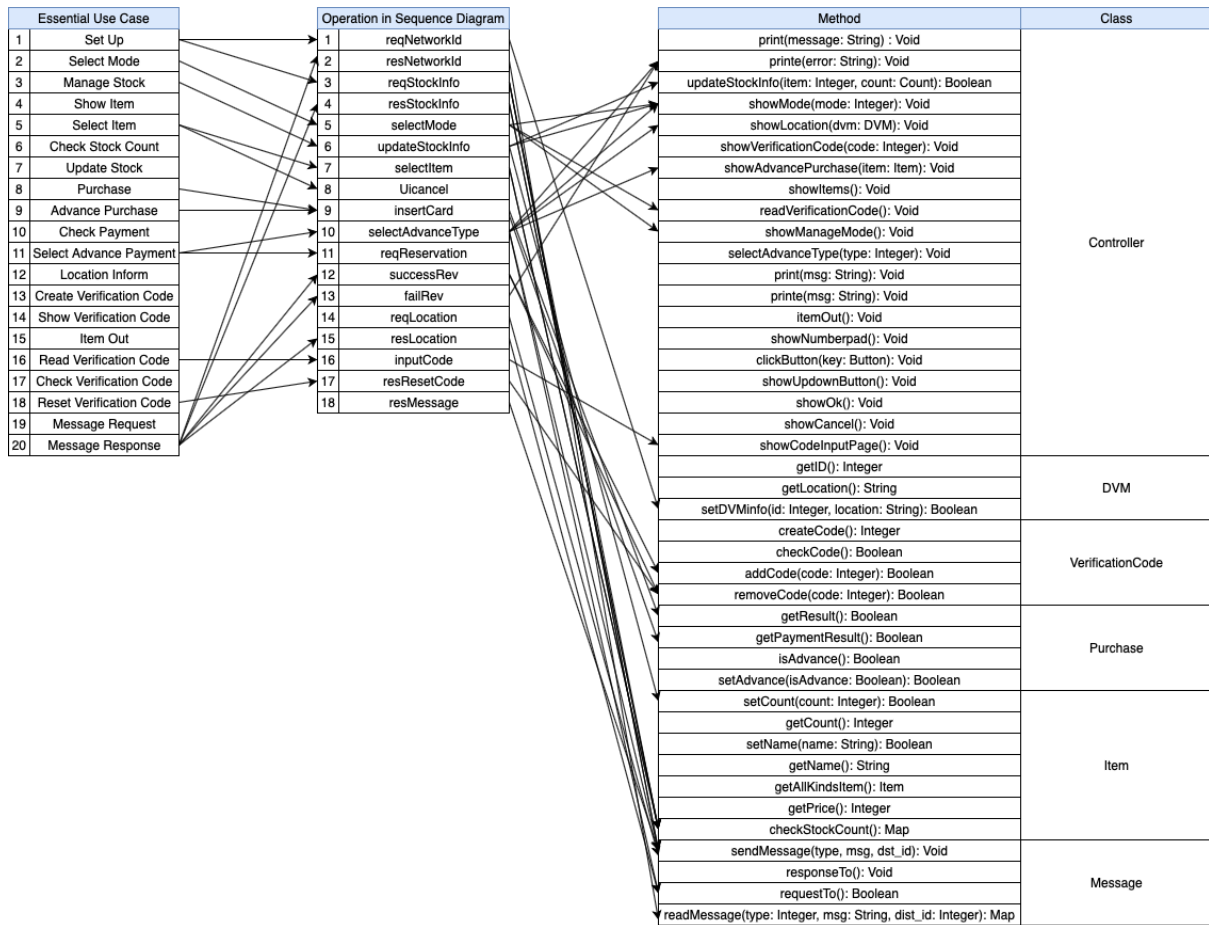 Essential Use Case
1 Set Up
2 Select Mode
3 Manage Stock
4 Show Item
5 Select Item
6 Check Stock Count
7 Update Stock
8 Purchase
9 Advance Purchase
10 Check Payment
11 Select Advance Payment
12 Location Inform
13 Create Verification Code
14 Show Verification Code
15 Item Out
16 Read Verification Code
17 Check Verification Code
18 Reset Verification Code
19 Message Request
20 Message Response
Operation in Sequence Diagram
1 reqNetworkId
2 resNetworkId
3 reqStockInfo
4 resStockInfo
5 selectMode
6 updateStockInfo
7 selectItem
8 Uicancel
9 insertCard
10 selectAdvanceType
11 reqReservation
12 successRev
13 failRev
14 reqLocation
15 resLocation
16 inputCode
17 resResetCode
18 resMessage
Method Class
print(message: String) : Void
printe(error: String): Void
updateStockInfo(item: Integer, count: Count): Boolean
showMode(mode: Integer): Void
showLocation(dvm: DVM): Void
showVerificationCode(code: Integer): Void
showAdvancePurchase(item: Item): Void
showItems(): Void
readVerificationCode(): Void
showManageMode(): Void
selectAdvanceType(type: Integer): Void
print(msg: String): Void
printe(msg: String): Void
itemOut(): Void
showNumberpad(): Void
clickButton(key: Button): Void
showUpdownButton(): Void
showOk(): Void
showCancel(): Void
showCodeInputPage(): Void
Controller
getID(): Integer
getLocation(): String
setDVMinfo(id: Integer, location: String): Boolean
DVM
createCode(): Integer
checkCode(): Boolean
addCode(code: Integer): Boolean
removeCode(code: Integer): Boolean
VerificationCode
getResult(): Boolean
getPaymentResult(): Boolean
isAdvance(): Boolean
setAdvance(isAdvance: Boolean): Boolean
Purchase
setCount(count: Integer): Boolean
getCount(): Integer
setName(name: String): Boolean
getName(): String
getAllKindsItem(): Item
getPrice(): Integer
checkStockCount(): Map
Item
sendMessage(type, msg, dst_id): Void
responseTo(): Void
requestTo(): Boolean
readMessage(type: Integer, msg: String, dist_id: Integer): Map
Message